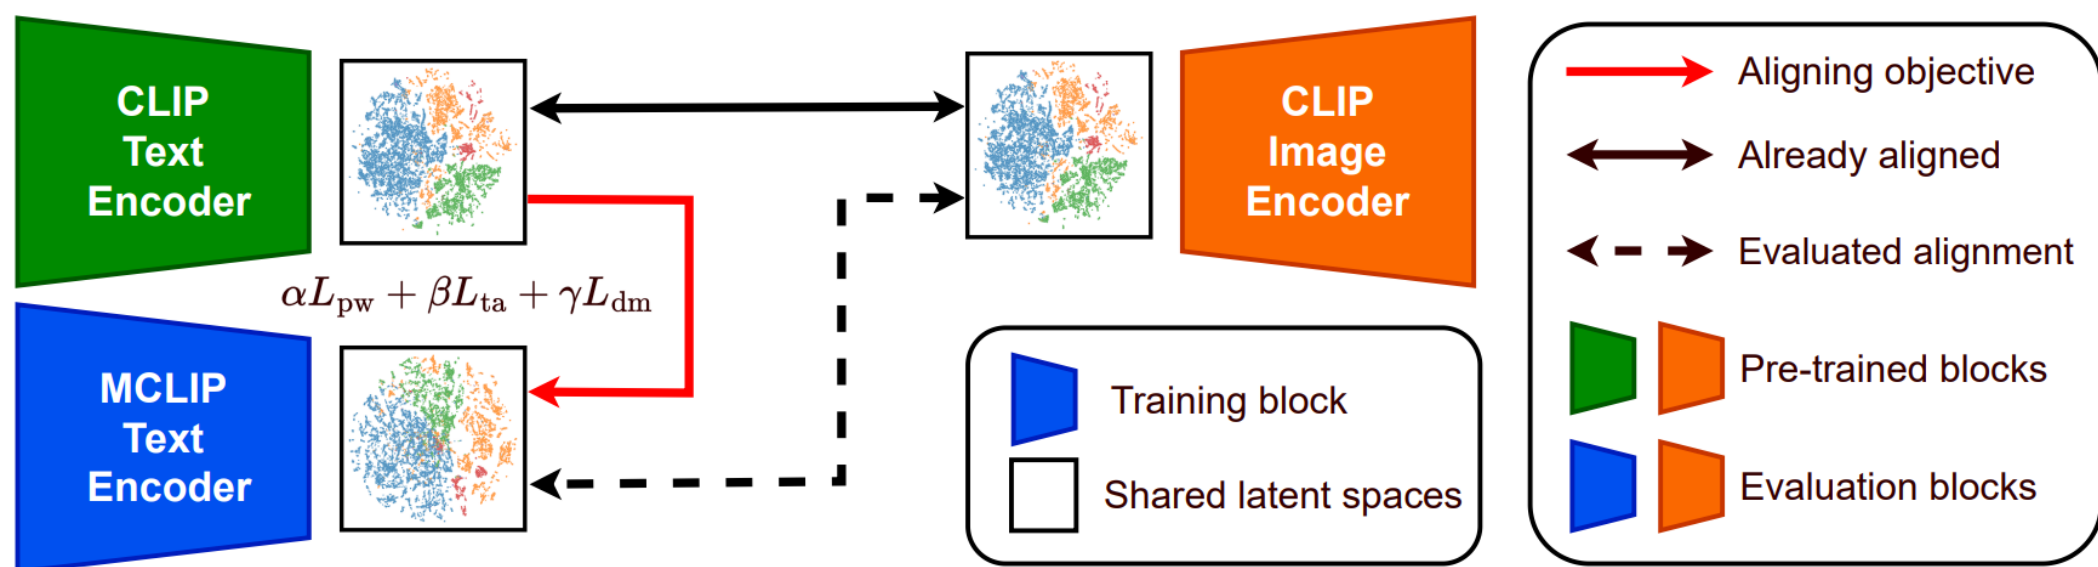 CLIP
Text
Encoder
CLIP
Image
Encoder
αL_pw + βL_ta + γL_dm
MCLIP
Text
Encoder
Training block
Shared latent spaces
Aligning objective
Already aligned
Evaluated alignment
Pre-trained blocks
Evaluation blocks